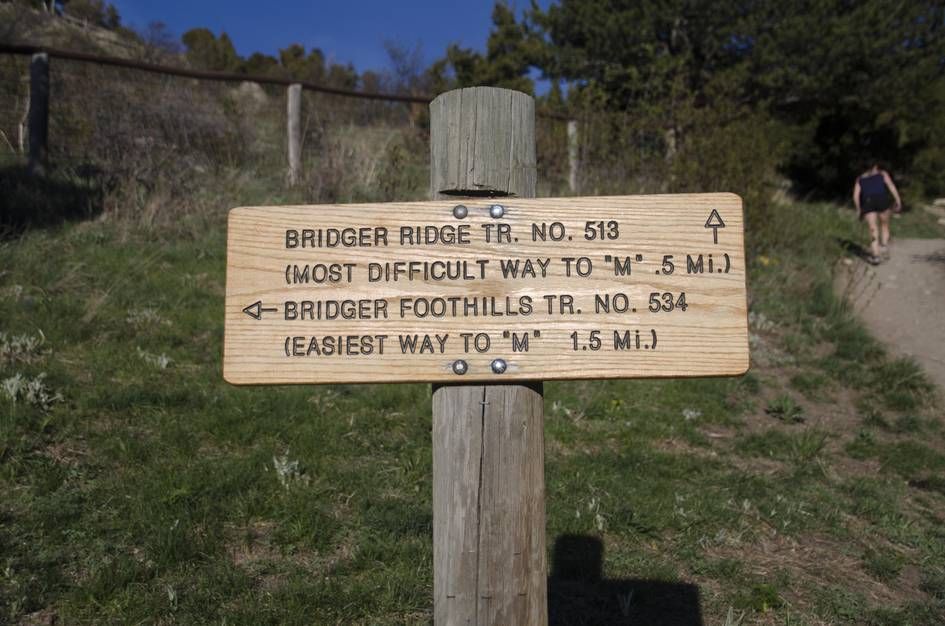 BRIDGER RIDGE TR. NO. 513
(MOST DIFFICULT WAY TO "M" .5 Mi.)
BRIDGER FOOTHILLS TR. NO. 534
(EASIEST WAY TO "M" 1.5 Mi.)